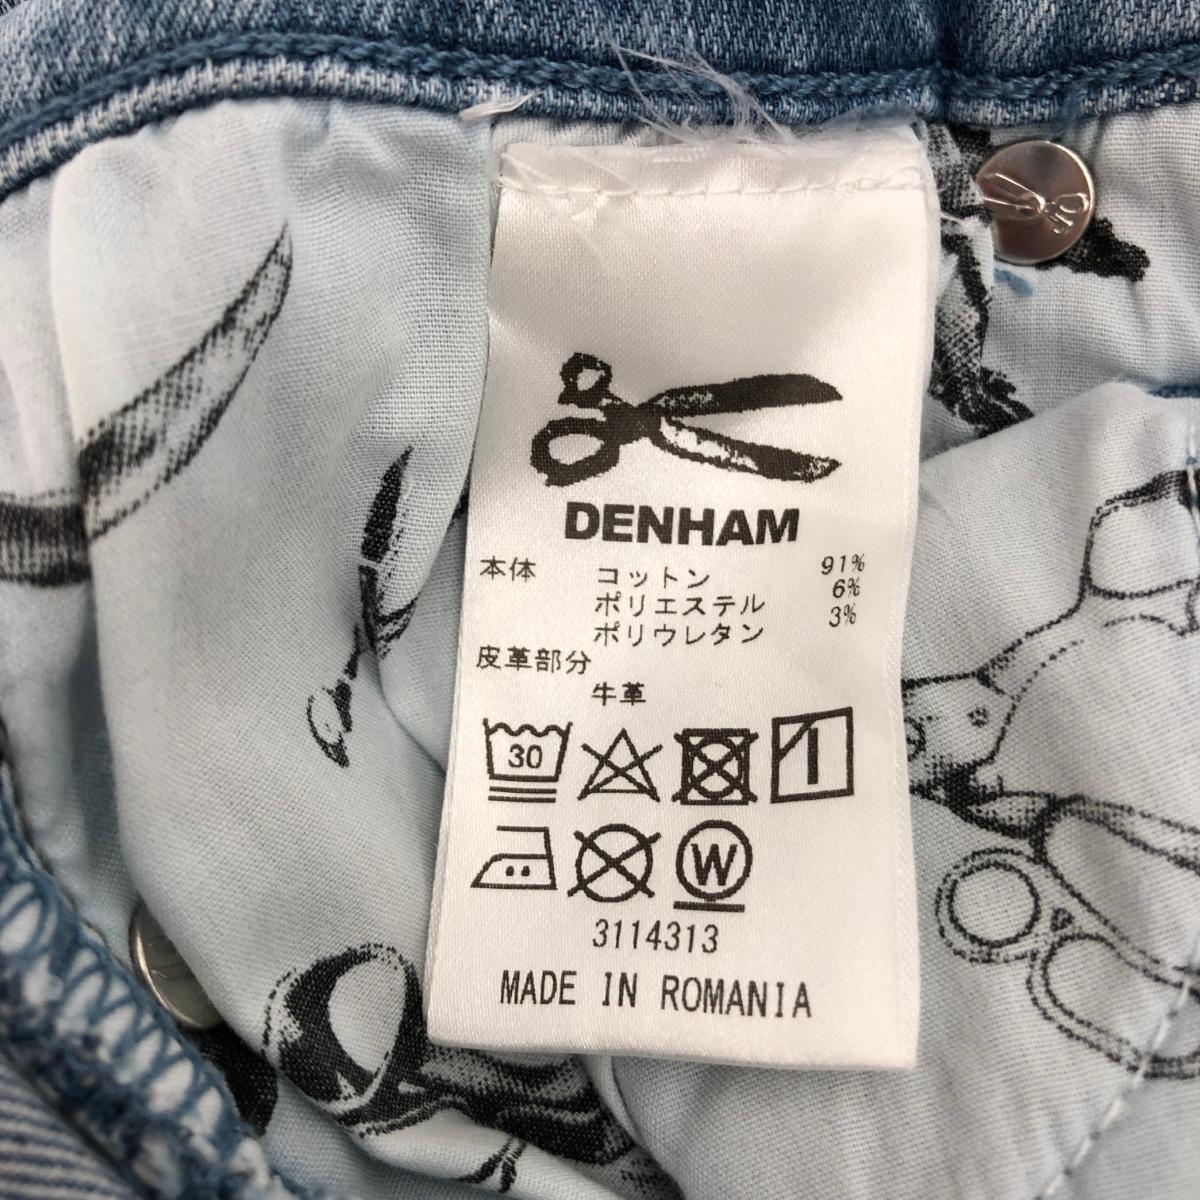 DENHAM
本体 コットン 91%
ポリエステル 6%
ポリウレタン 3%
皮革部分
牛革
30
W
3114313
MADE IN ROMANIA